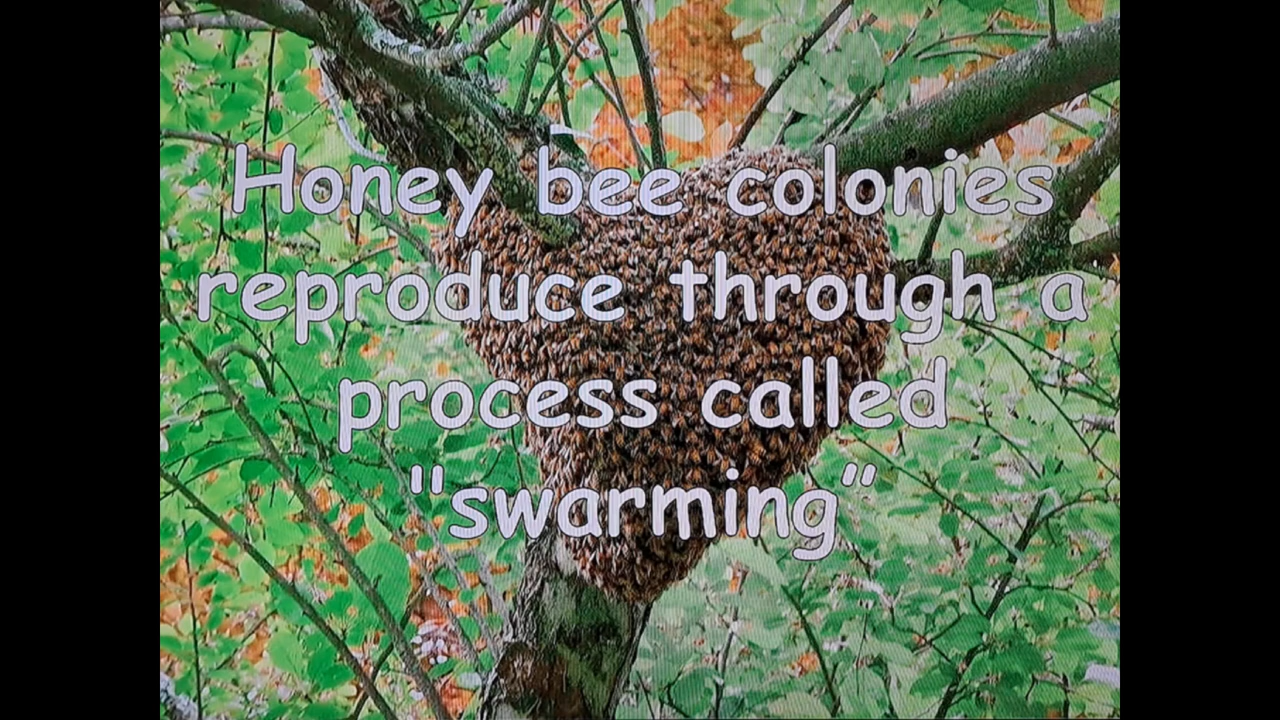 Honey bee colonies
reproduce through a
process called
"swarming"